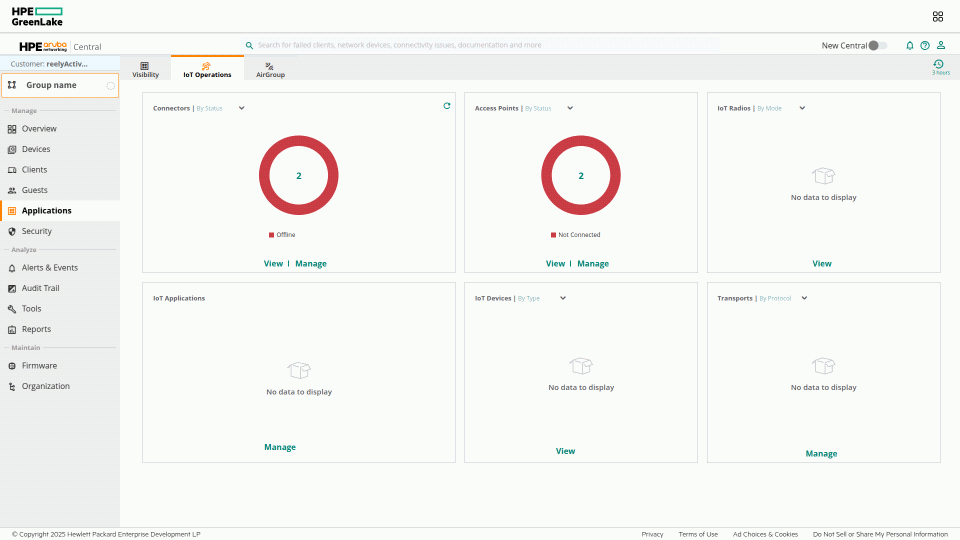 HPE
GreenLake
HPE aruba networking Central
Search for failed clients, network devices, connectivity issues, documentation and more
New Central
Customer: reelyActiv...
Visibility
IoT Operations
AirGroup
3 hours
Group name
Manage
Overview
Devices
Clients
Guests
Applications
Security
Analyze
Alerts & Events
Audit Trail
Tools
Reports
Maintain
Firmware
Organization
Connectors | By Status
2
Offline
View | Manage
Access Points | By Status
2
Not Connected
View | Manage
IoT Radios | By Mode
No data to display
View
IoT Applications
No data to display
Manage
IoT Devices | By Type
No data to display
View
Transports | By Protocol
No data to display
Manage
© Copyright 2025 Hewlett Packard Enterprise Development LP
Privacy
Terms of Use
Ad Choices & Cookies
Do Not Sell or Share My Personal Information